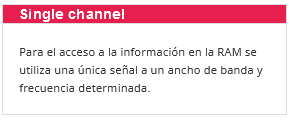 Single channel
Para el acceso a la información en la RAM se
utiliza una única señal a un ancho de banda y
frecuencia determinada.